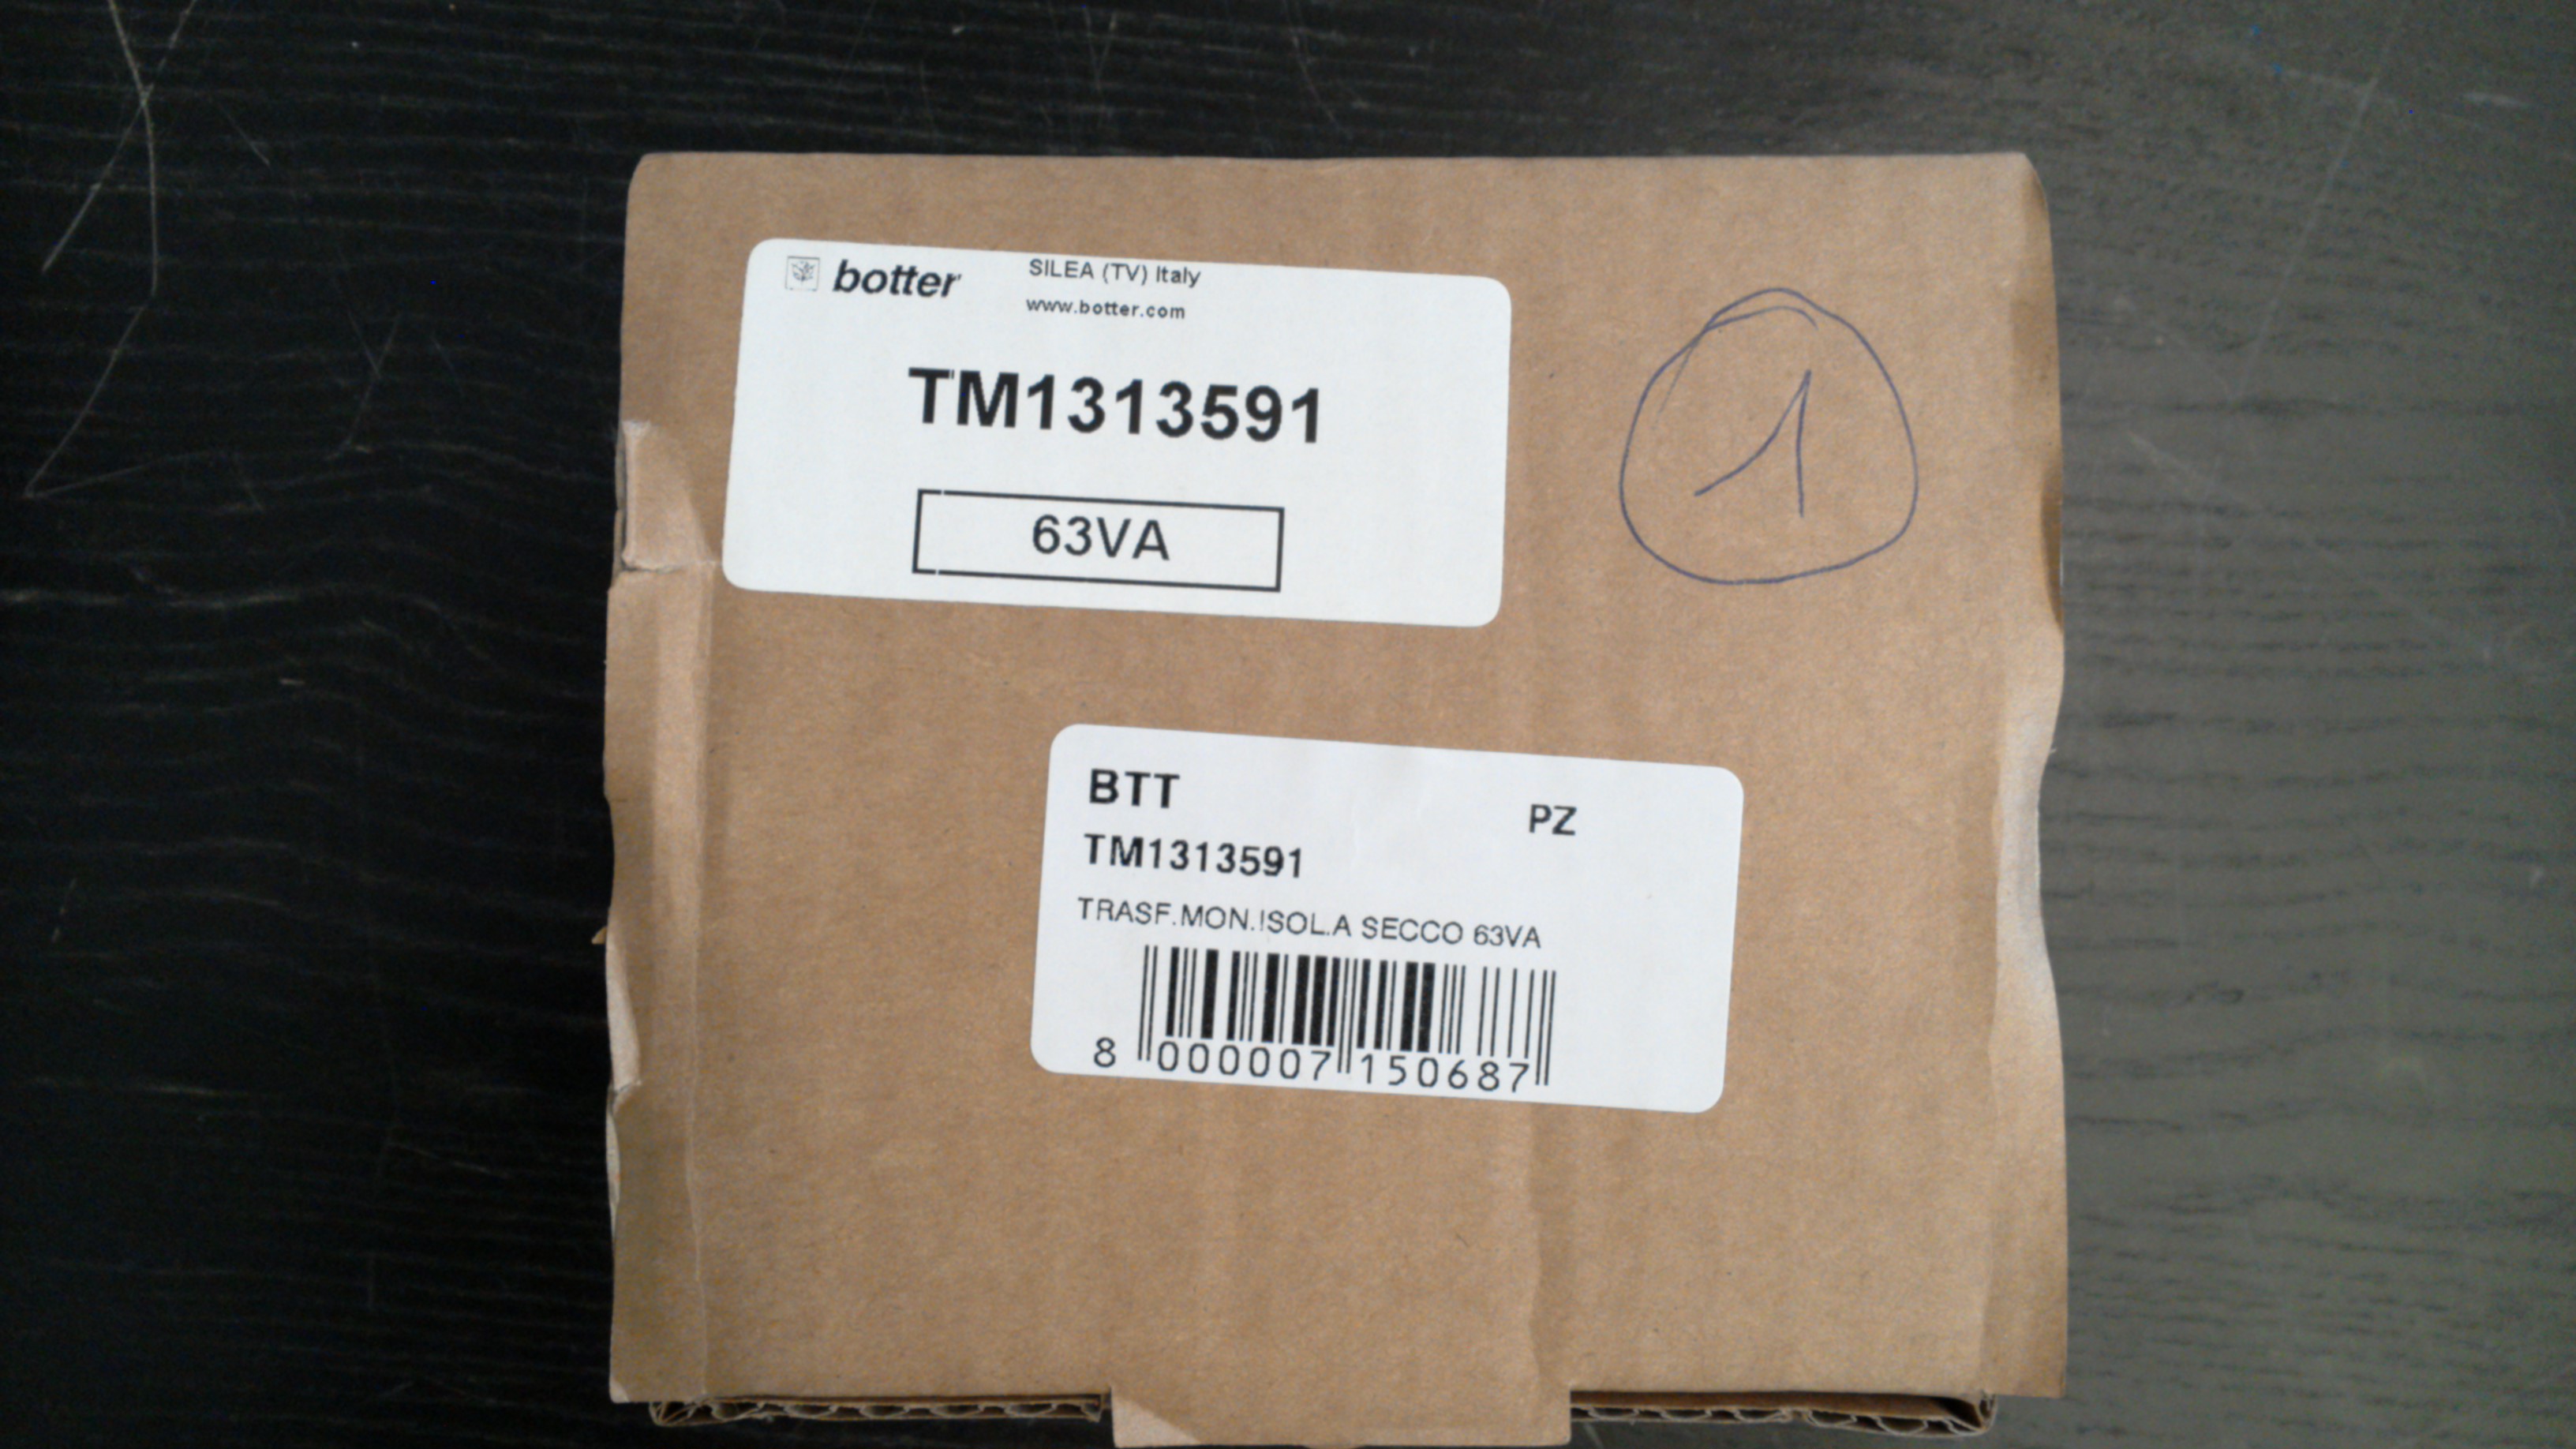 botter
SILEA (TV) Italy
www.botter.com
TM1313591
63VA
1
BTT
PZ
TM1313591
TRASF.MON.ISOL.A SECCO 63VA
8 000007 150687